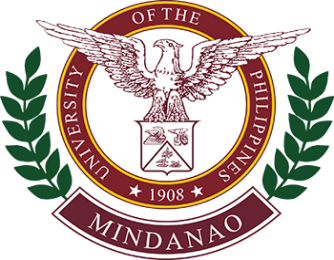 UNIVERSITY OF THE PHILIPPINES
1908
MINDANAO